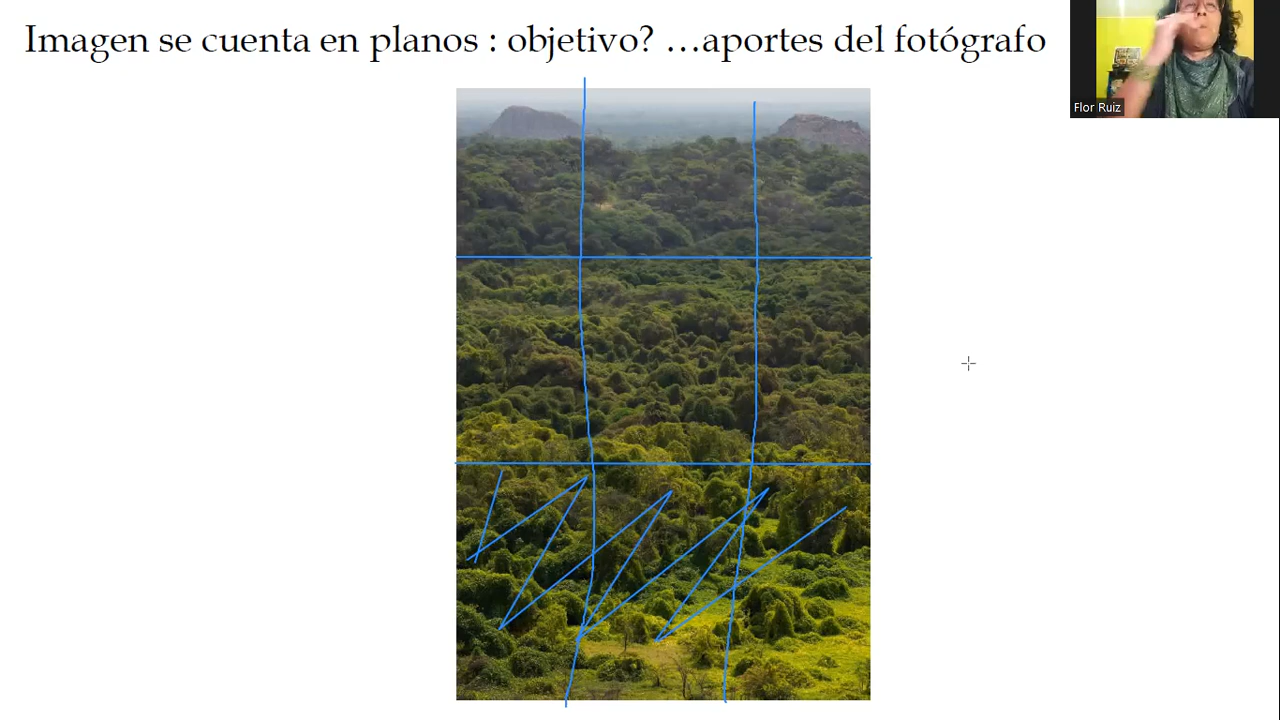 Imagen se cuenta en planos : objetivo? …aportes del fotógrafo
Flor Ruiz